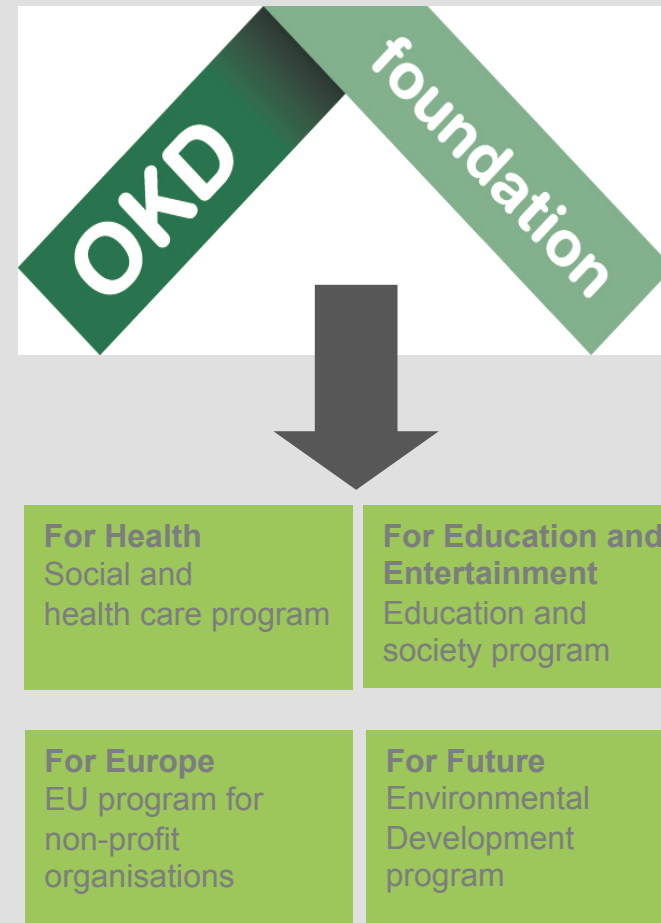 OKD
foundation
For Health
Social and
health care program
For Education and
Entertainment
Education and
society program
For Europe
EU program for
non-profit
organisations
For Future
Environmental
Development
program